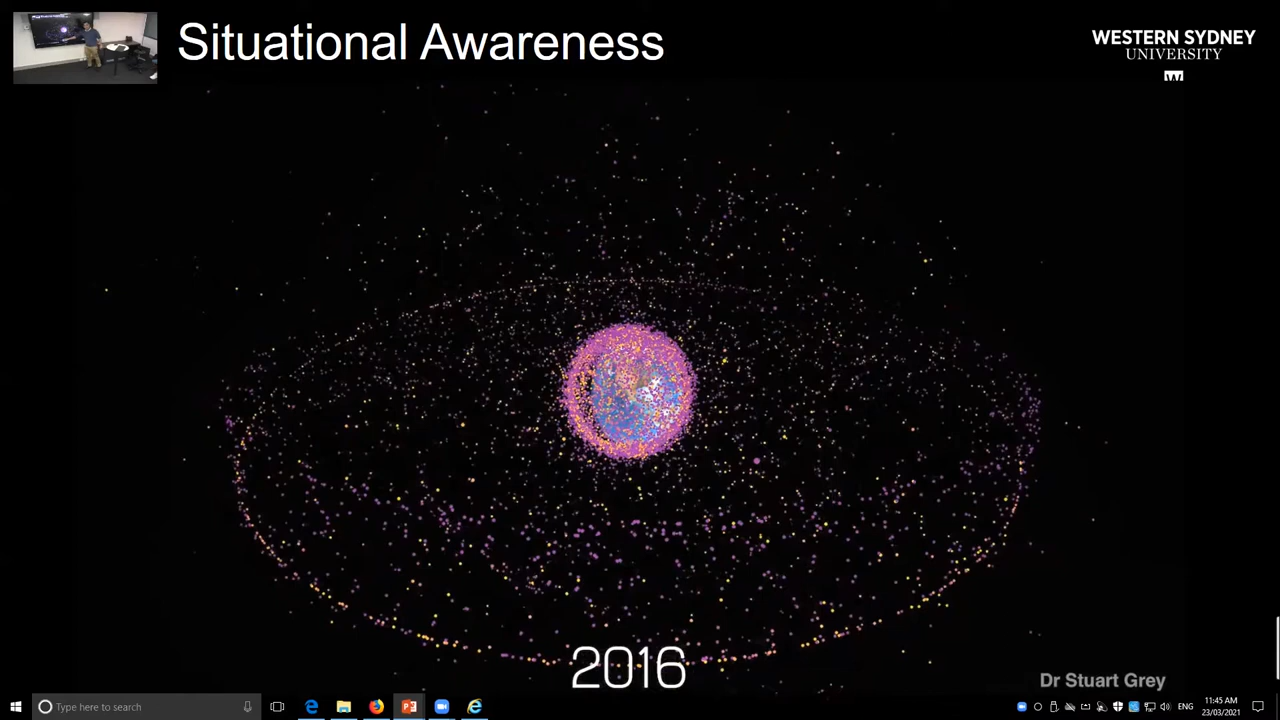 Situational Awareness
WESTERN SYDNEY
UNIVERSITY
W
2016
Dr Stuart Grey
Type here to search
ENG
11:45 AM
23/03/2021